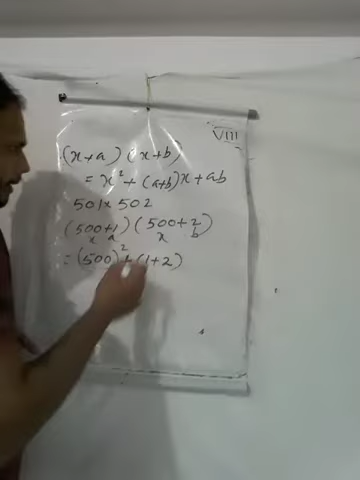 VIII
(x+a) (x+b)
= x² + (a+b)x + ab
501 x 502
(500+1) (500+2)
x a x b
= (500)² + (1+2)